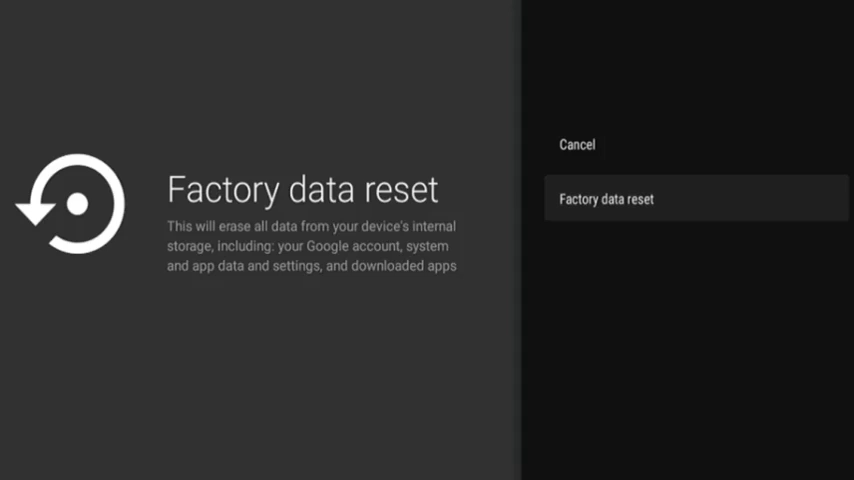 Factory data reset
This will erase all data from your device's internal
storage, including: your Google account, system
and app data and settings, and downloaded apps
Cancel
Factory data reset